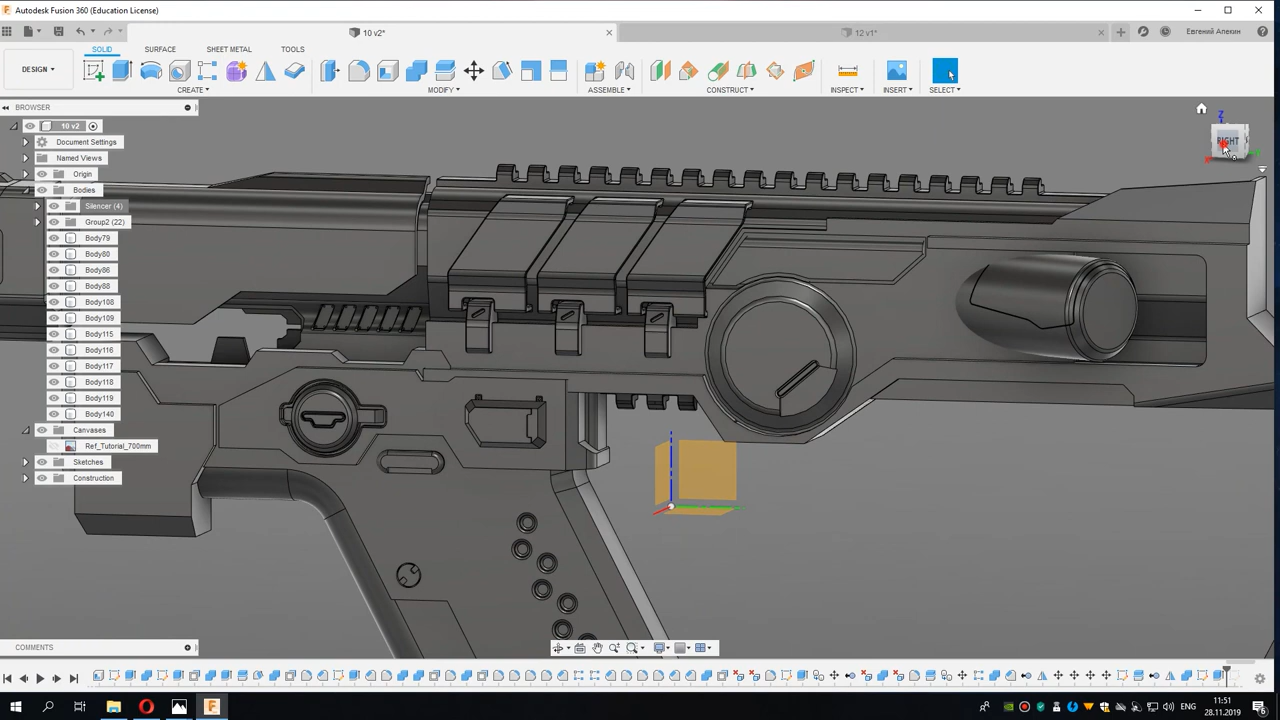 Autodesk Fusion 360 (Education License)
10 v2*
12 v1*
Евгений Апекин
DESIGN
SOLID
SURFACE
SHEET METAL
TOOLS
CREATE
MODIFY
ASSEMBLE
CONSTRUCT
INSPECT
INSERT
SELECT
BROWSER
10 v2
Document Settings
Named Views
Origin
Bodies
Silencer (4)
Group2 (22)
Body79
Body80
Body86
Body88
Body108
Body109
Body115
Body116
Body117
Body118
Body119
Body140
Canvases
Ref_Tutorial_700mm
Sketches
Construction
Z
RIGHT
COMMENTS
ENG
11:51
28.11.2019